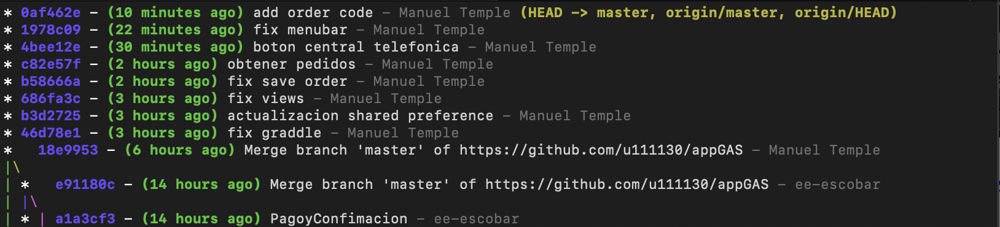 * 0af462e - (10 minutes ago) add order code - Manuel Temple (HEAD -> master, origin/master, origin/HEAD)
* 1978c09 - (22 minutes ago) fix menubar - Manuel Temple
* 4bee12e - (30 minutes ago) boton central telefonica - Manuel Temple
* c82e57f - (2 hours ago) obtener pedidos - Manuel Temple
* b58666a - (2 hours ago) fix save order - Manuel Temple
* 686fa3c - (3 hours ago) fix views - Manuel Temple
* b3d2725 - (3 hours ago) actualizacion shared preference - Manuel Temple
* 46d78e1 - (3 hours ago) fix graddle - Manuel Temple
*   18e9953 - (6 hours ago) Merge branch 'master' of https://github.com/u111130/appGAS - Manuel Temple
|\
| *   e91180c - (14 hours ago) Merge branch 'master' of https://github.com/u111130/appGAS - ee-escobar
| |\
| * | a1a3cf3 - (14 hours ago) PagoyConfimacion - ee-escobar